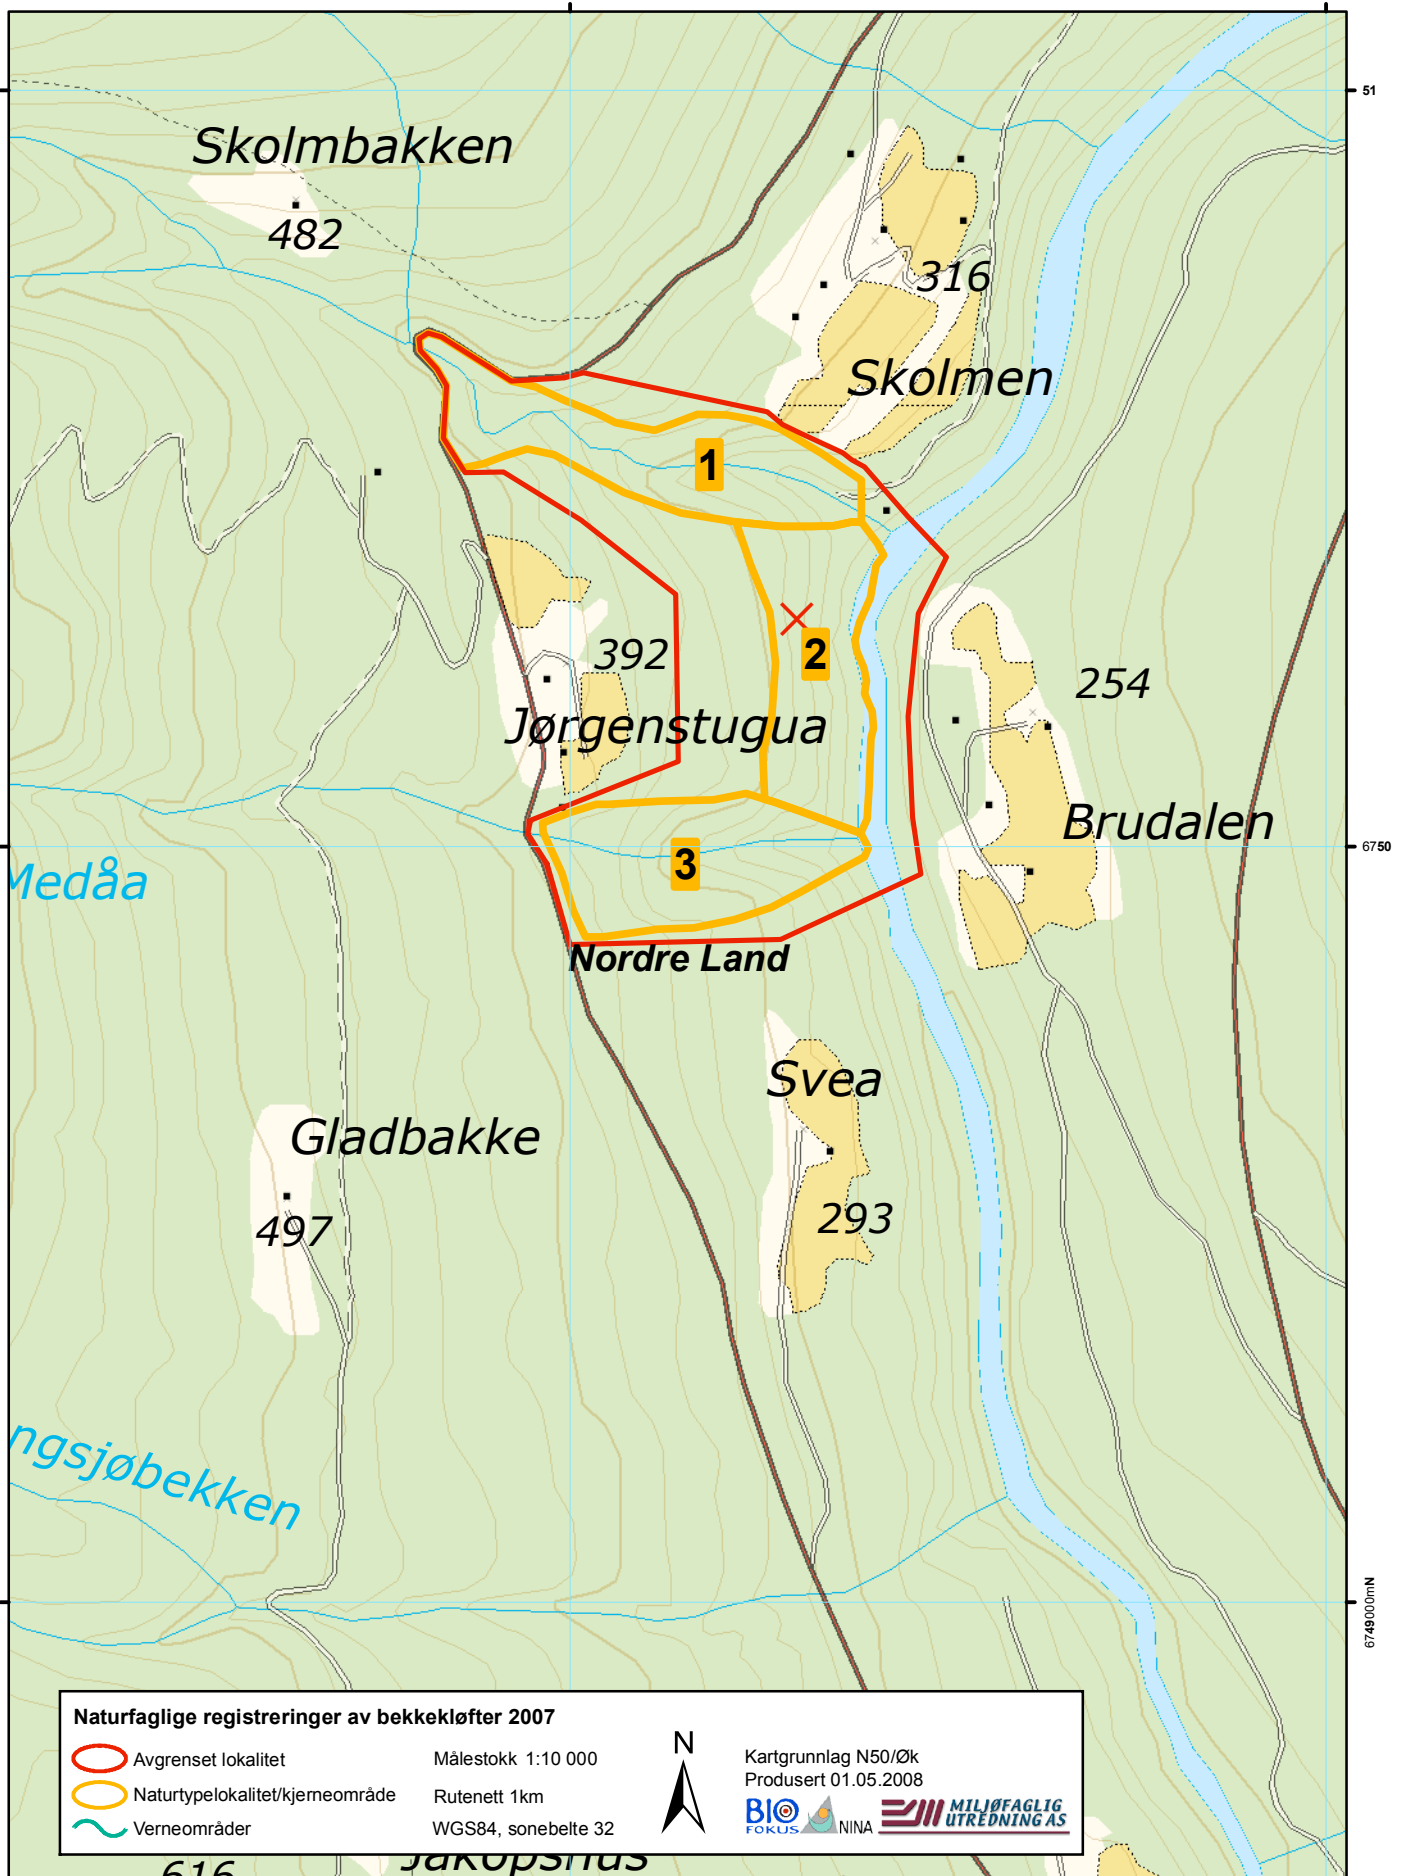 51
Skolmbakken
482
316
Skolmen
1
392
2
254
Jørgenstugua
Brudalen
6750
3
Medåa
Nordre Land
Svea
Gladbakke
293
497
ngsjøbekken
6749000mN
Naturfaglige registreringer av bekkekløfter 2007
Avgrenset lokalitet
Naturtypelokalitet/kjerneområde
Verneområder
Målestokk 1:10 000
Rutenett 1km
WGS84, sonebelte 32
N
Kartgrunnlag N50/Øk
Produsert 01.05.2008
BIO
FOKUS
NINA
MILJØFAGLIG
UTREDNING AS
Jakopshus
616